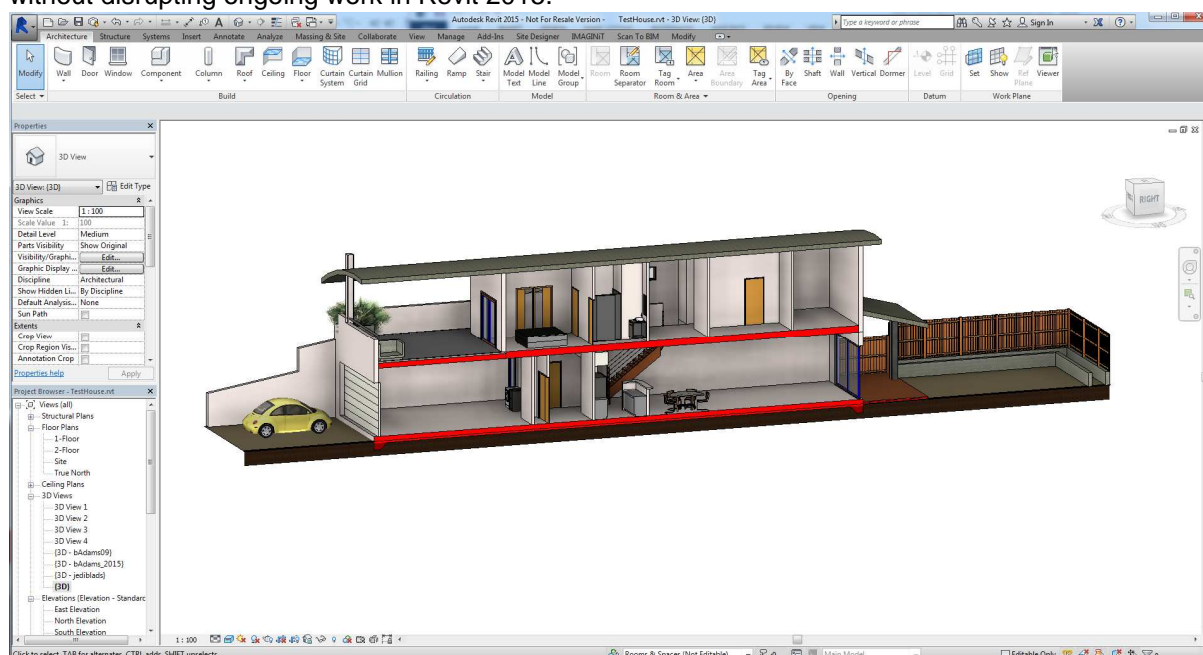 without disrupting ongoing work in Revit 2015.
Autodesk Revit 2015 - Not For Resale Version - TestHouse.rvt - 3D View: {3D}
Type a keyword or phrase
Sign In
Architecture Structure Systems Insert Annotate Analyze Massing & Site Collaborate View Manage Add-Ins Site Designer IMAGINiT Scan To BIM Modify
Modify Wall Door Window Component Column Roof Ceiling Floor Curtain System Curtain Grid Mullion Railing Ramp Stair Model Text Model Line Model Group Room Room Separator Tag Room Area Area Boundary Tag Area By Face Shaft Wall Vertical Dormer Level Grid Set Show Ref Plane Viewer
Select Build Circulation Model Room & Area Opening Datum Work Plane
Properties
3D View
3D View: {3D} Edit Type
Graphics
View Scale 1 : 100
Scale Value 1: 100
Detail Level Medium
Parts Visibility Show Original
Visibility/Graphi... Edit...
Graphic Display ... Edit...
Discipline Architectural
Show Hidden Li... By Discipline
Default Analysis... None
Sun Path
Extents
Crop View
Crop Region Vis...
Annotation Crop
Properties help Apply
Project Browser - TestHouse.rvt
Views (all)
Structural Plans
Floor Plans
1-Floor
2-Floor
Site
True North
Ceiling Plans
3D Views
3D View 1
3D View 2
3D View 3
3D View 4
{3D - bAdams09}
{3D - bAdams_2015}
{3D - jediblads}
{3D}
Elevations (Elevation - Standarc
East Elevation
North Elevation
South Elevation
RIGHT
1 : 100
Click to select, TAB for alternates, CTRL adds, SHIFT unselects.
Rooms & Spaces (Not Editable)
Main Model
Editable Only